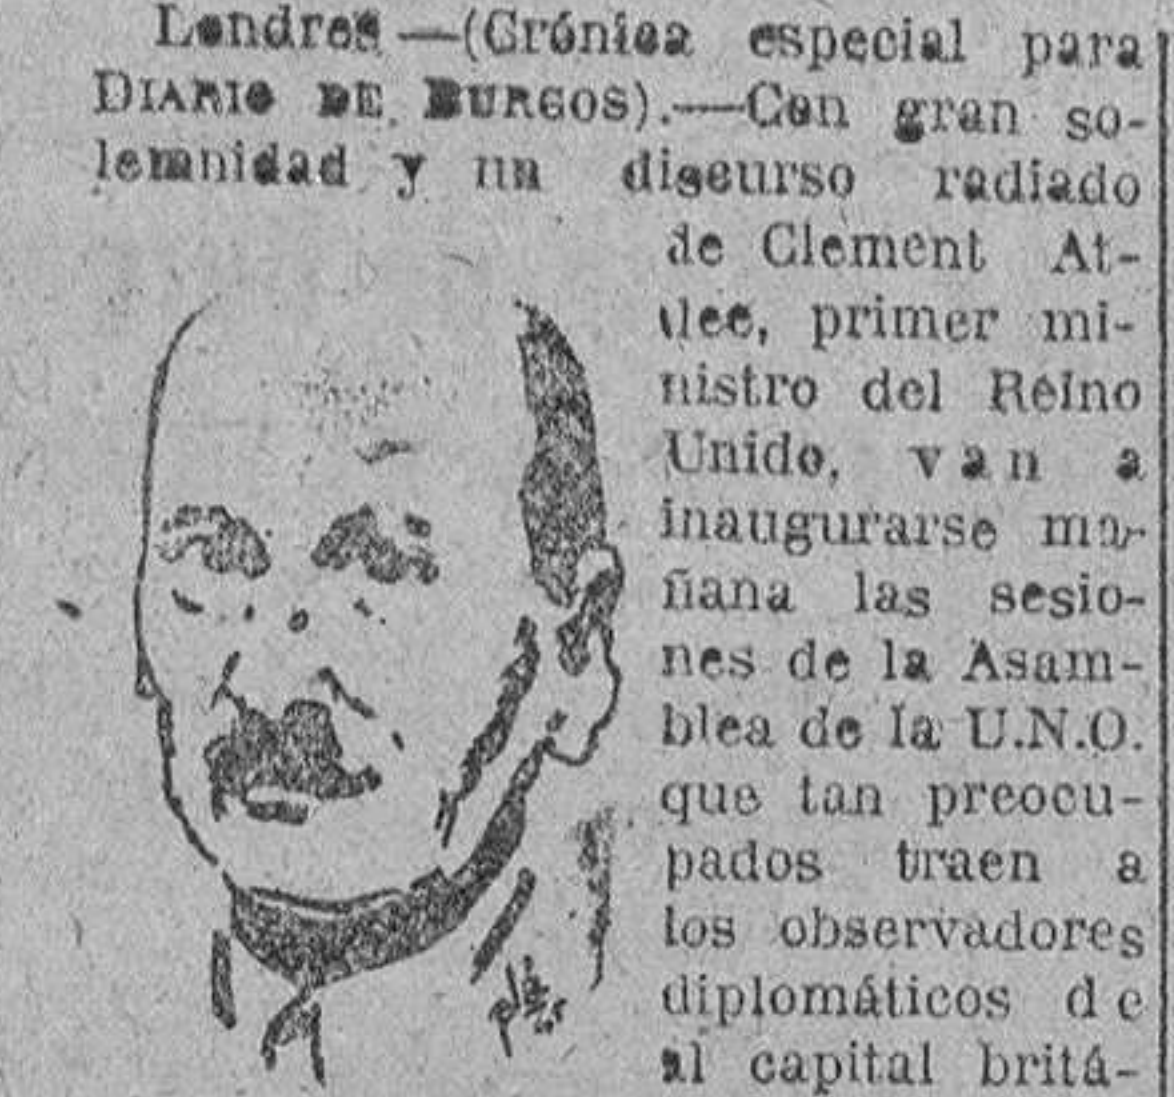 Londres —(Crónica especial para
DIARIO DE BURGOS).—Con gran so-
lemnidad y un discurso radiado
de Clement At-
tlee, primer mi-
nistro del Reino
Unido, van a
inaugurarse ma-
ñana las sesio-
nes de la Asam-
blea de la U.N.O.
que tan preocu-
pados traen a
los observadores
diplomáticos de
al capital britá-